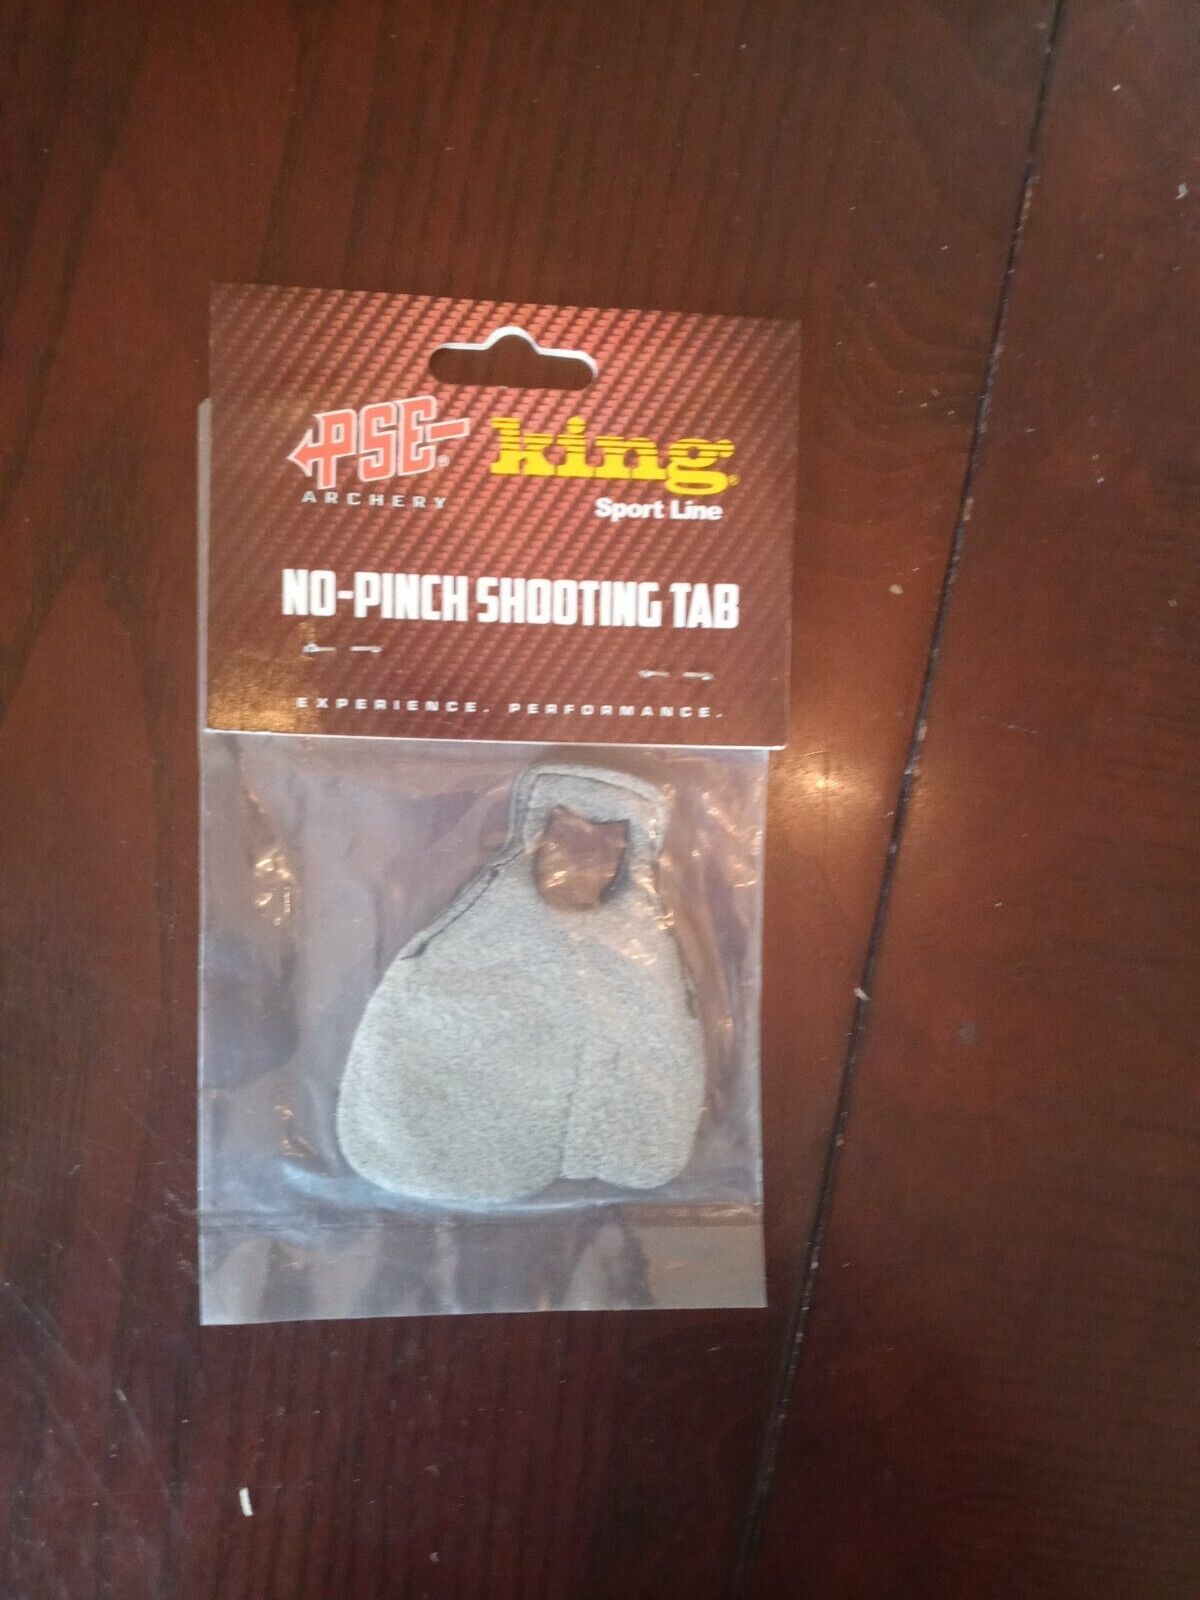 PSE® king®
ARCHERY Sport Line
NO-PINCH SHOOTING TAB
EXPERIENCE. PERFORMANCE.